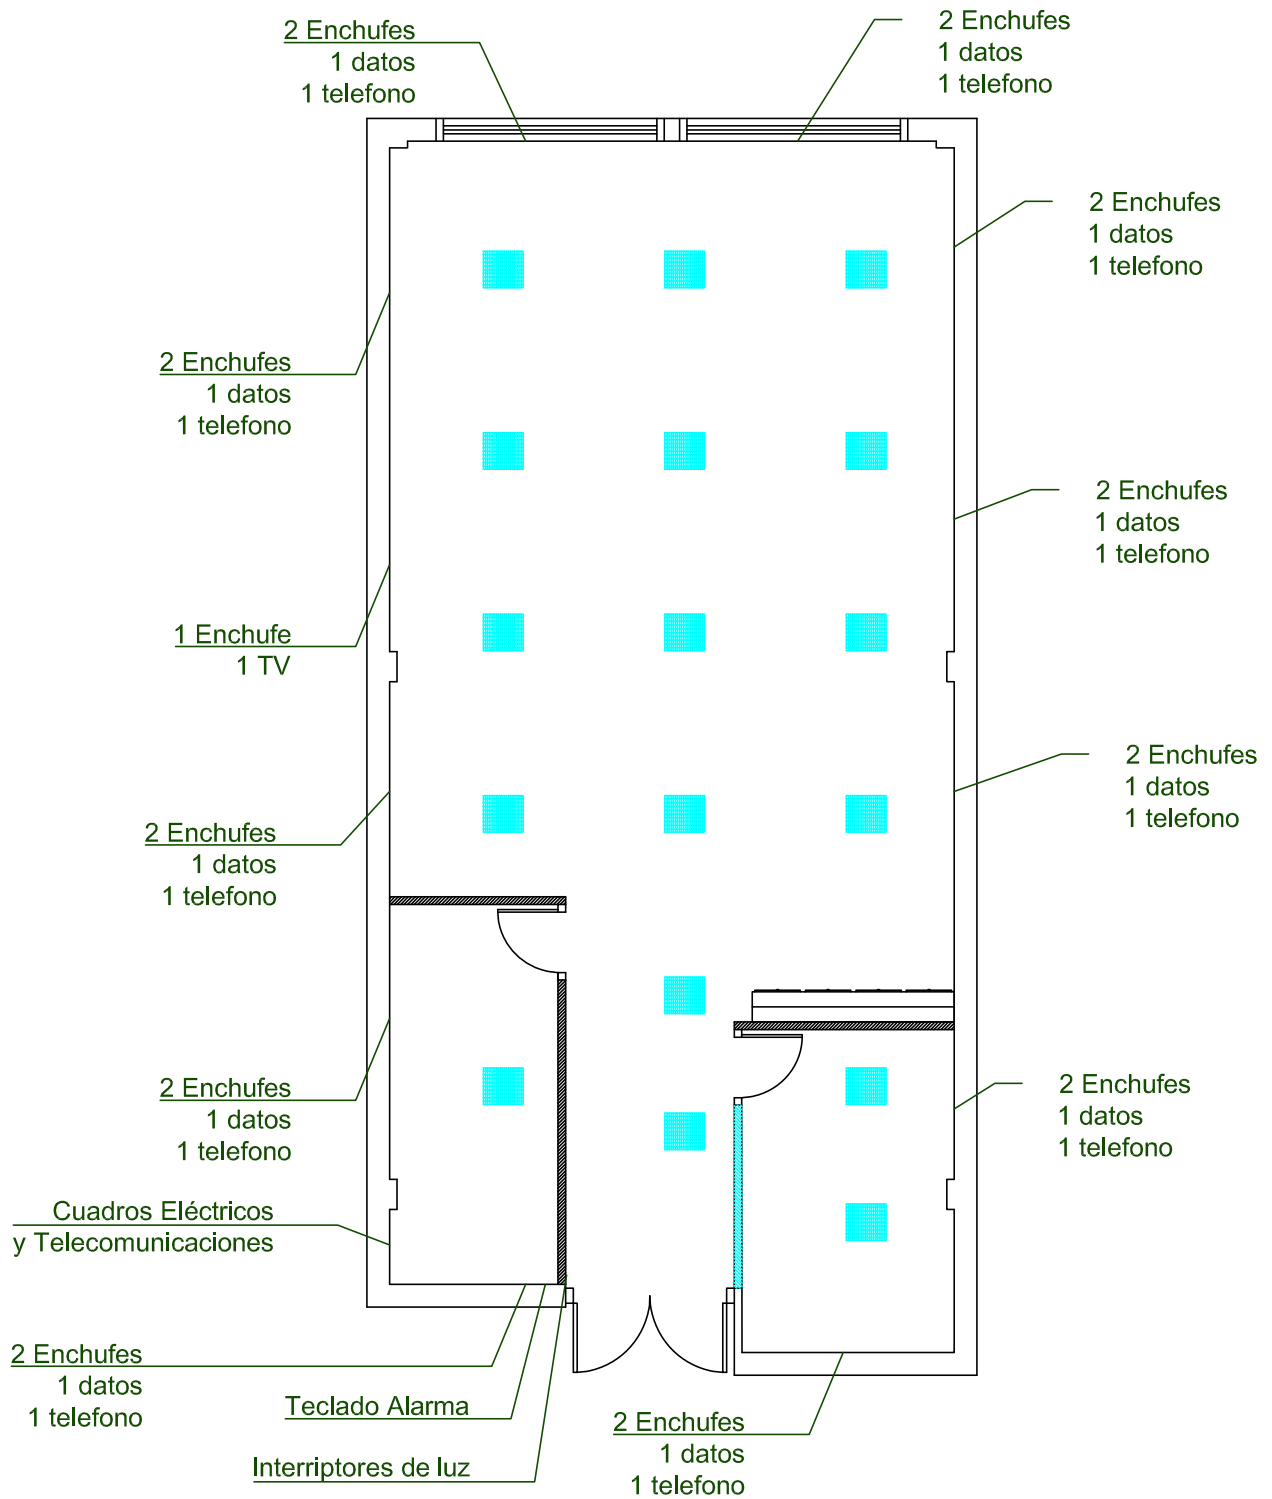 2 Enchufes
1 datos
1 telefono
2 Enchufes
1 datos
1 telefono
2 Enchufes
1 datos
1 telefono
2 Enchufes
1 datos
1 telefono
2 Enchufes
1 datos
1 telefono
1 Enchufe
1 TV
2 Enchufes
1 datos
1 telefono
2 Enchufes
1 datos
1 telefono
2 Enchufes
1 datos
1 telefono
2 Enchufes
1 datos
1 telefono
Cuadros Eléctricos
y Telecomunicaciones
2 Enchufes
1 datos
1 telefono
Teclado Alarma
Interriptores de luz
2 Enchufes
1 datos
1 telefono